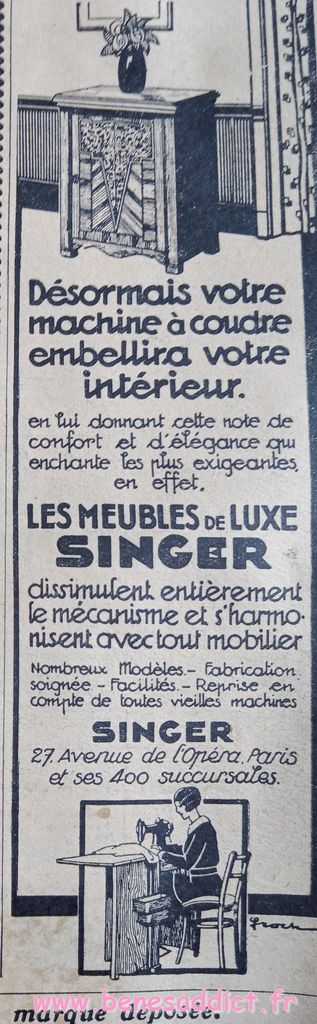 Désormais votre
machine à coudre
embellira votre
intérieur.
en lui donnant cette note de
confort et d'élégance qui
enchante les plus exigeantes,
en effet,
LES MEUBLES DE LUXE
SINGER
dissimulent entièrement
le mécanisme et s'harmo-
nisent avec tout mobilier
Nombreux Modèles.- Fabrication
soignée.- Facilités.- Reprise en
compte de toutes vieilles machines
SINGER
27, Avenue de l'Opéra, Paris
et ses 400 succursales.
www.benesaddict.fr
marque déposée.